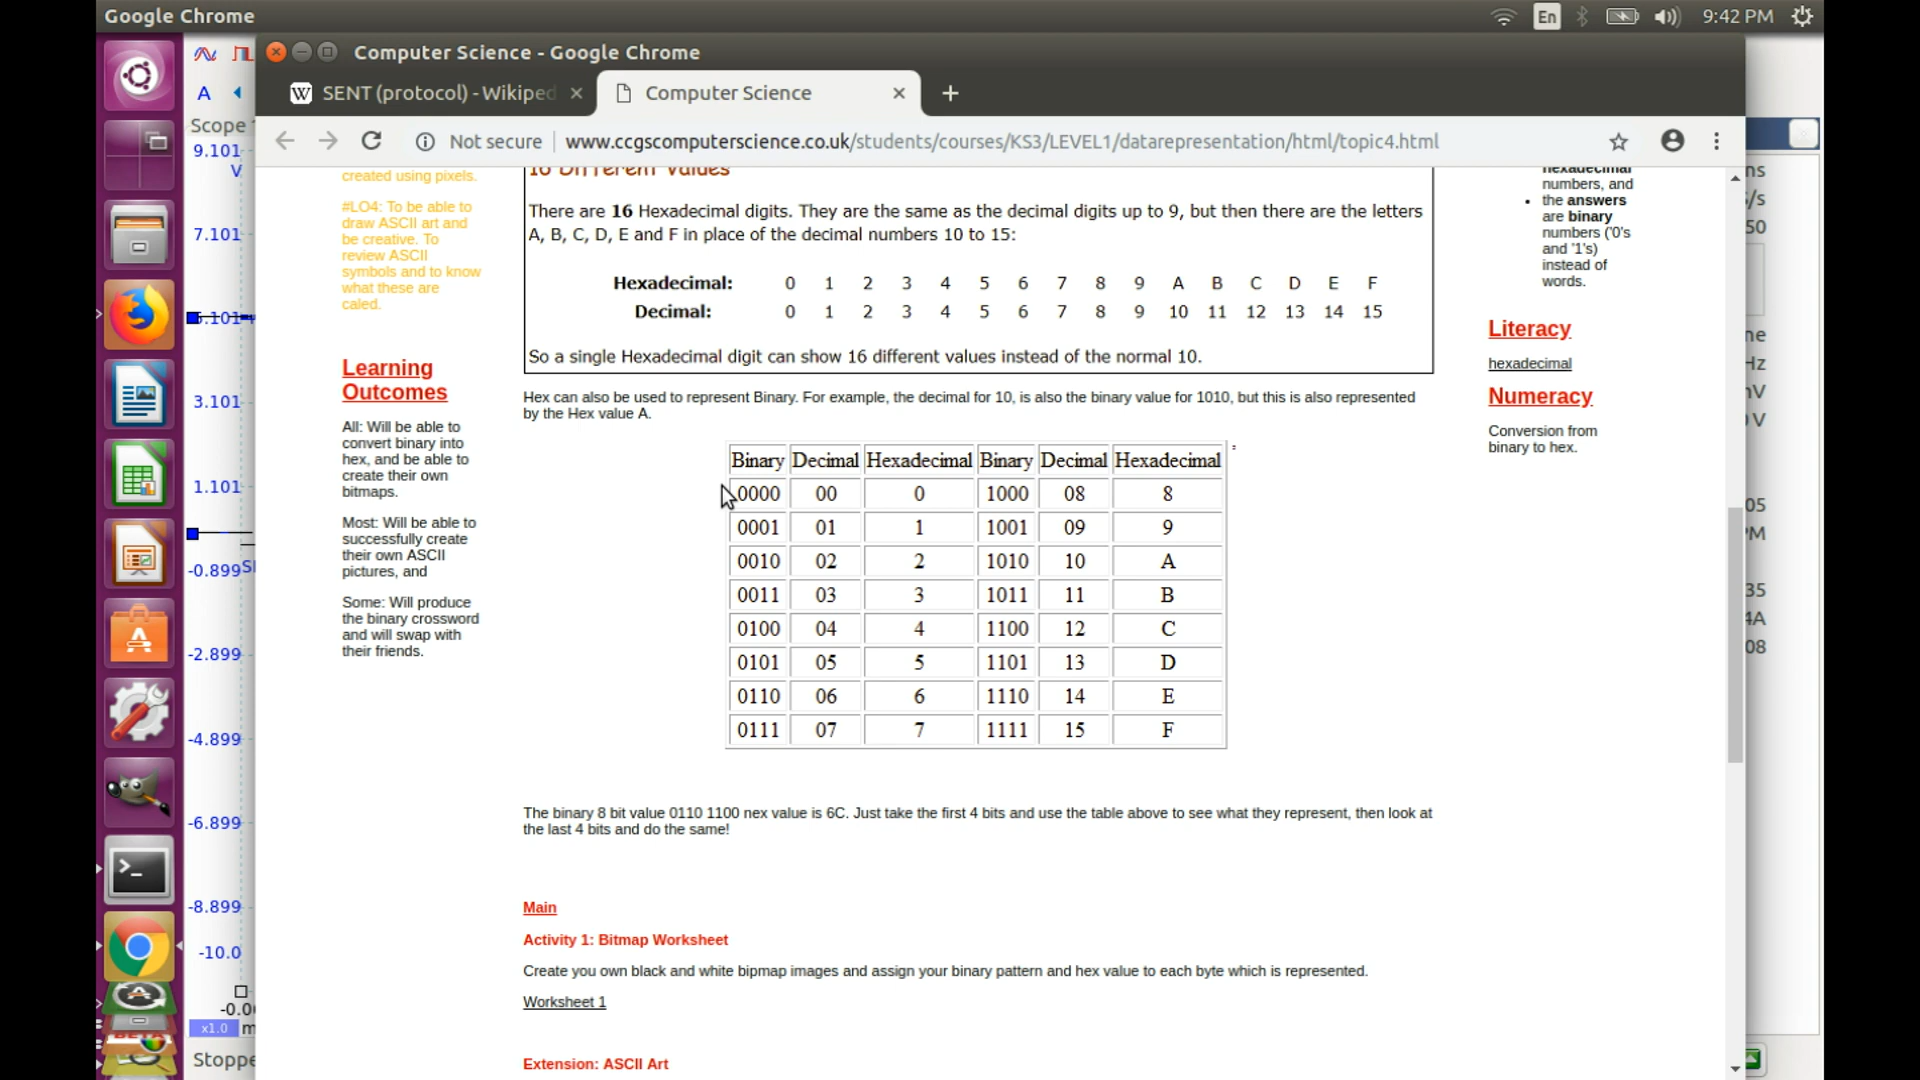 Google Chrome
En
9:42 PM
Computer Science - Google Chrome
SENT (protocol) - Wikiped
Computer Science
Not secure
www.ccgscomputerscience.co.uk/students/courses/KS3/LEVEL1/datarepresentation/html/topic4.html
A
Scope
9.101
V
7.101
3.101
1.101
-0.899
-2.899
-4.899
-6.899
-8.899
-10.0
x1.0
Stoppe
created using pixels.
#LO4: To be able to
draw ASCII art and
be creative. To
review ASCII
symbols and to know
what these are
caled.
Learning
Outcomes
All: Will be able to
convert binary into
hex, and be able to
create their own
bitmaps.
Most: Will be able to
successfully create
their own ASCII
pictures, and
Some: Will produce
the binary crossword
and will swap with
their friends.
16 Different Values
There are 16 Hexadecimal digits. They are the same as the decimal digits up to 9, but then there are the letters
A, B, C, D, E and F in place of the decimal numbers 10 to 15:
Hexadecimal: 0 1 2 3 4 5 6 7 8 9 A B C D E F
Decimal: 0 1 2 3 4 5 6 7 8 9 10 11 12 13 14 15
So a single Hexadecimal digit can show 16 different values instead of the normal 10.
Hex can also be used to represent Binary. For example, the decimal for 10, is also the binary value for 1010, but this is also represented
by the Hex value A.
Binary Decimal Hexadecimal Binary Decimal Hexadecimal
0000 00 0 1000 08 8
0001 01 1 1001 09 9
0010 02 2 1010 10 A
0011 03 3 1011 11 B
0100 04 4 1100 12 C
0101 05 5 1101 13 D
0110 06 6 1110 14 E
0111 07 7 1111 15 F
The binary 8 bit value 0110 1100 nex value is 6C. Just take the first 4 bits and use the table above to see what they represent, then look at
the last 4 bits and do the same!
Main
Activity 1: Bitmap Worksheet
Create you own black and white bipmap images and assign your binary pattern and hex value to each byte which is represented.
Worksheet 1
Extension: ASCII Art
hexadecimal
numbers, and
• the answers
are binary
numbers ('0's
and '1's)
instead of
words.
Literacy
hexadecimal
Numeracy
Conversion from
binary to hex.
ns
/s
50
ne
Hz
V
05
PM
35
4A
08